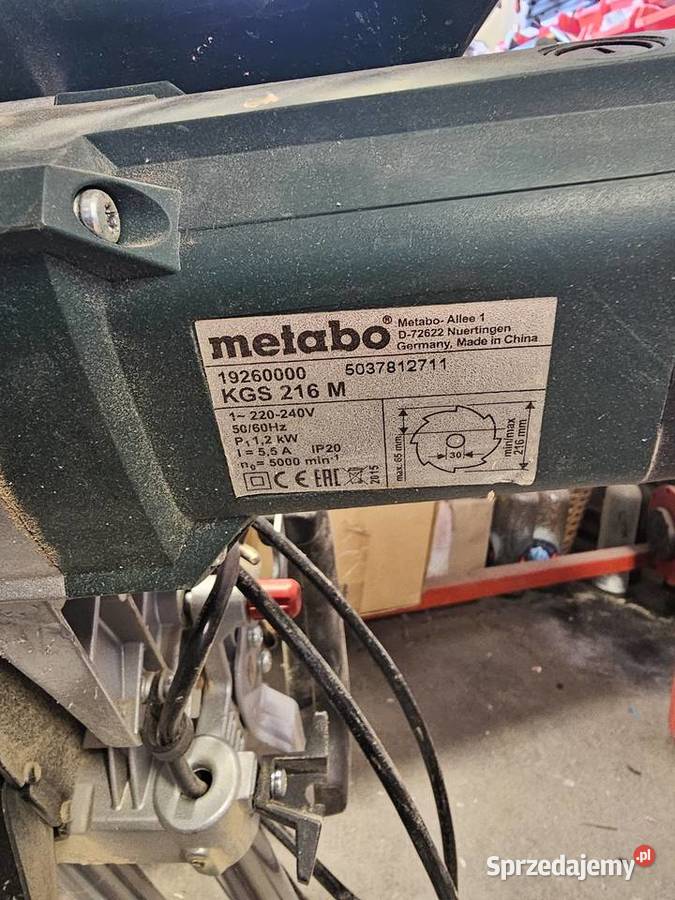 metabo®
Metabo- Allee 1
D-72622 Nuertingen
Germany, Made in China
19260000 5037812711
KGS 216 M
1~ 220-240V
50/60Hz
P₁ 1,2 kW
I = 5,5 A IP20
n₀= 5000 min⁻¹
CE EAC 2015
max. 65 mm
30
min/max
216 mm
Sprzedajemy.pl